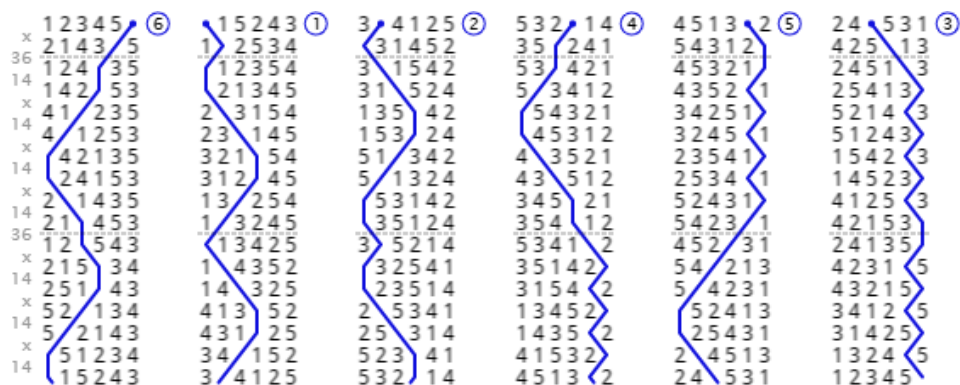 1 2 3 4 5 ⑥ 1 5 2 4 3 ① 3 4 1 2 5 ② 5 3 2 1 4 ④ 4 5 1 3 2 ⑤ 2 4 5 3 1 ③
x
2 1 4 3 5 1 2 5 3 4 3 1 4 5 2 3 5 2 4 1 5 4 3 1 2 4 2 5 1 3
36
1 2 4 3 5 1 2 3 5 4 3 1 5 4 2 5 3 4 2 1 4 5 3 2 1 2 4 5 1 3
14
1 4 2 5 3 2 1 3 4 5 3 1 5 2 4 5 3 4 1 2 4 3 5 2 1 2 5 4 1 3
x
4 1 2 3 5 2 3 1 5 4 1 3 5 4 2 5 4 3 2 1 3 4 2 5 1 5 2 1 4 3
14
4 1 2 5 3 2 3 1 4 5 1 5 3 2 4 4 5 3 1 2 3 2 4 5 1 5 1 2 4 3
x
4 2 1 3 5 3 2 1 5 4 5 1 3 4 2 4 3 5 2 1 2 3 5 4 1 1 5 4 2 3
14
2 4 1 5 3 3 1 2 4 5 5 1 3 2 4 4 3 5 1 2 2 5 3 4 1 1 4 5 2 3
x
2 1 4 3 5 1 3 2 5 4 5 3 1 4 2 3 4 5 2 1 5 2 4 3 1 4 1 2 5 3
14
2 1 4 5 3 1 3 2 4 5 3 5 1 2 4 3 5 4 1 2 5 4 2 3 1 4 2 1 5 3
36
1 2 5 4 3 1 3 4 2 5 3 5 2 1 4 5 3 4 1 2 4 5 2 3 1 2 4 1 3 5
x
2 1 5 3 4 1 4 3 5 2 3 2 5 4 1 3 5 1 4 2 5 4 2 1 3 4 2 3 1 5
14
2 5 1 4 3 1 4 3 2 5 2 3 5 1 4 3 1 5 4 2 5 4 2 3 1 4 3 2 1 5
x
5 2 1 3 4 4 1 3 5 2 2 5 3 4 1 1 3 4 5 2 5 2 4 1 3 3 4 1 2 5
14
5 2 1 4 3 4 3 1 2 5 2 5 3 1 4 1 4 3 5 2 2 5 4 3 1 3 1 4 2 5
x
5 1 2 3 4 3 4 1 5 2 5 2 3 4 1 4 1 5 3 2 2 4 5 1 3 1 3 2 4 5
14
1 5 2 4 3 3 4 1 2 5 5 3 2 1 4 4 5 1 3 2 2 4 5 3 1 1 2 3 4 5